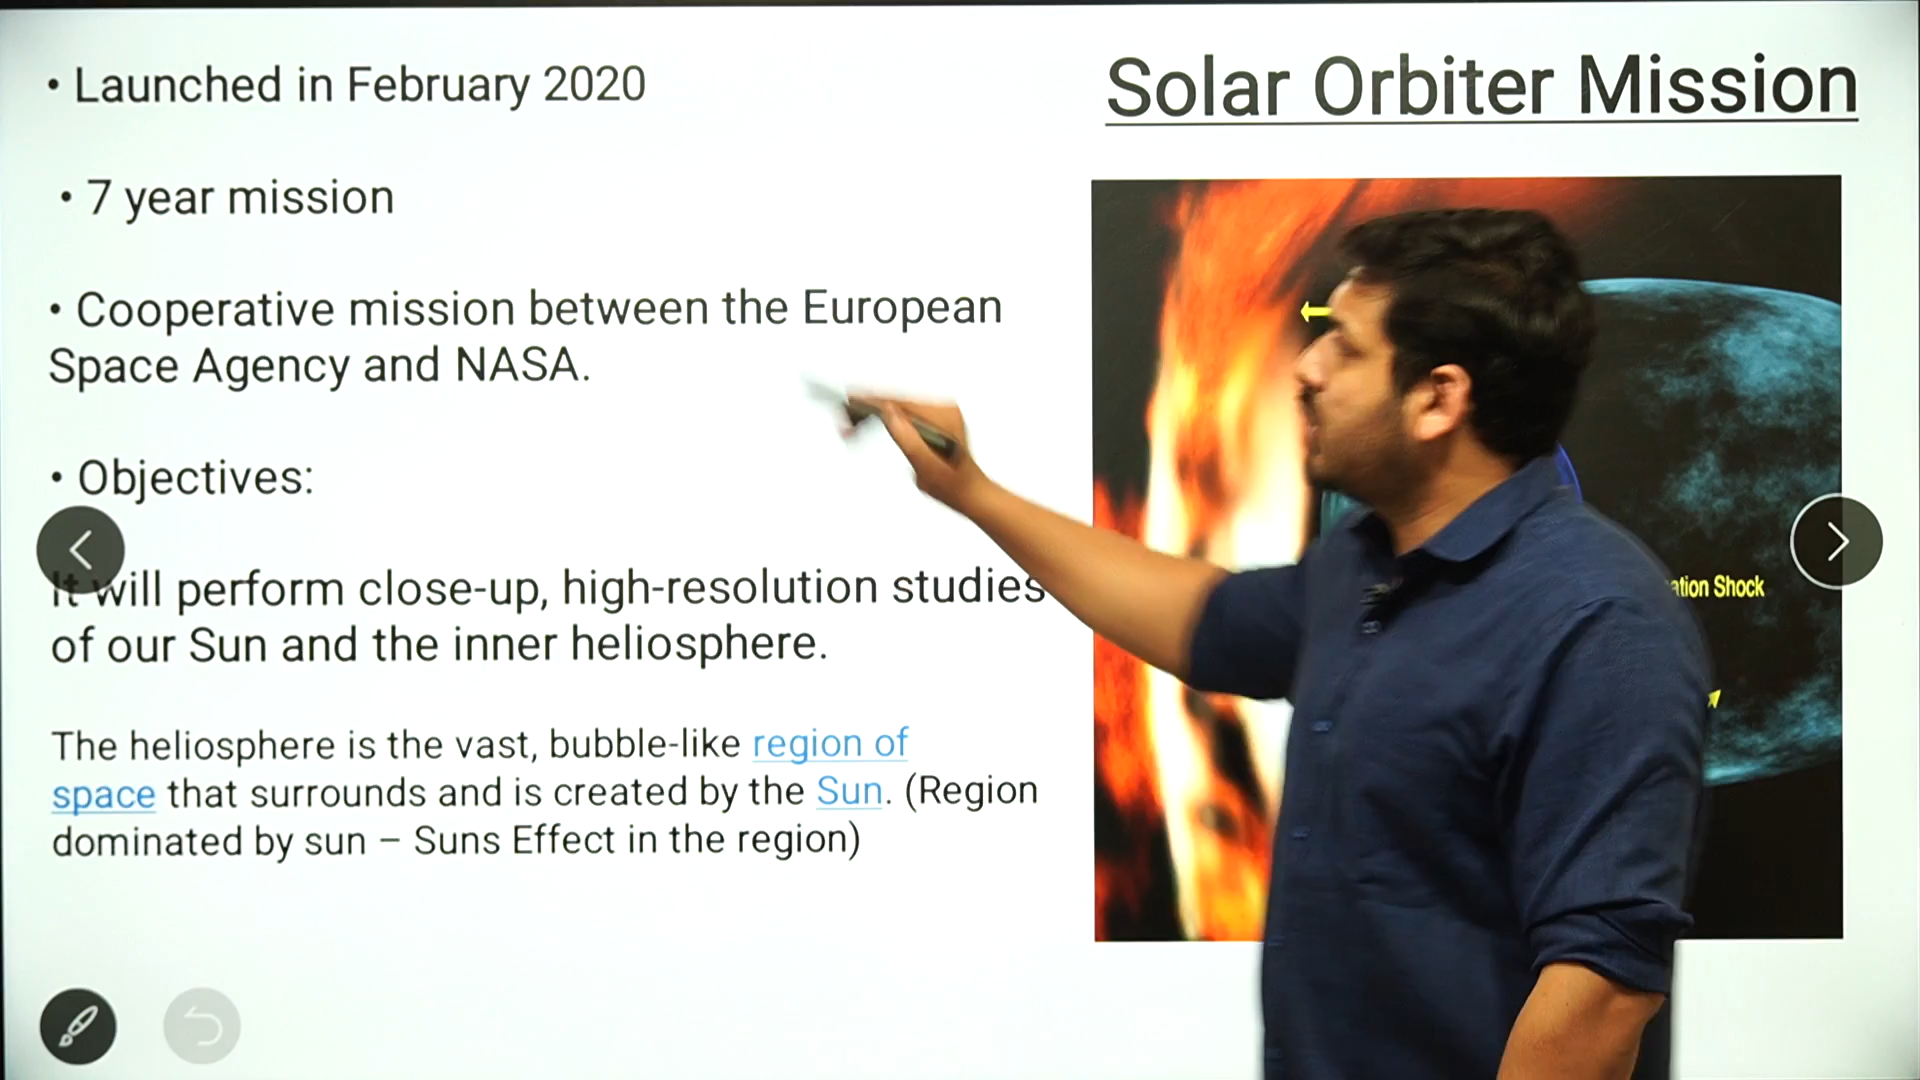 • Launched in February 2020
Solar Orbiter Mission
• 7 year mission
• Cooperative mission between the European
Space Agency and NASA.
• Objectives:
It will perform close-up, high-resolution studies
of our Sun and the inner heliosphere.
The heliosphere is the vast, bubble-like region of
space that surrounds and is created by the Sun. (Region
dominated by sun – Suns Effect in the region)
Shock